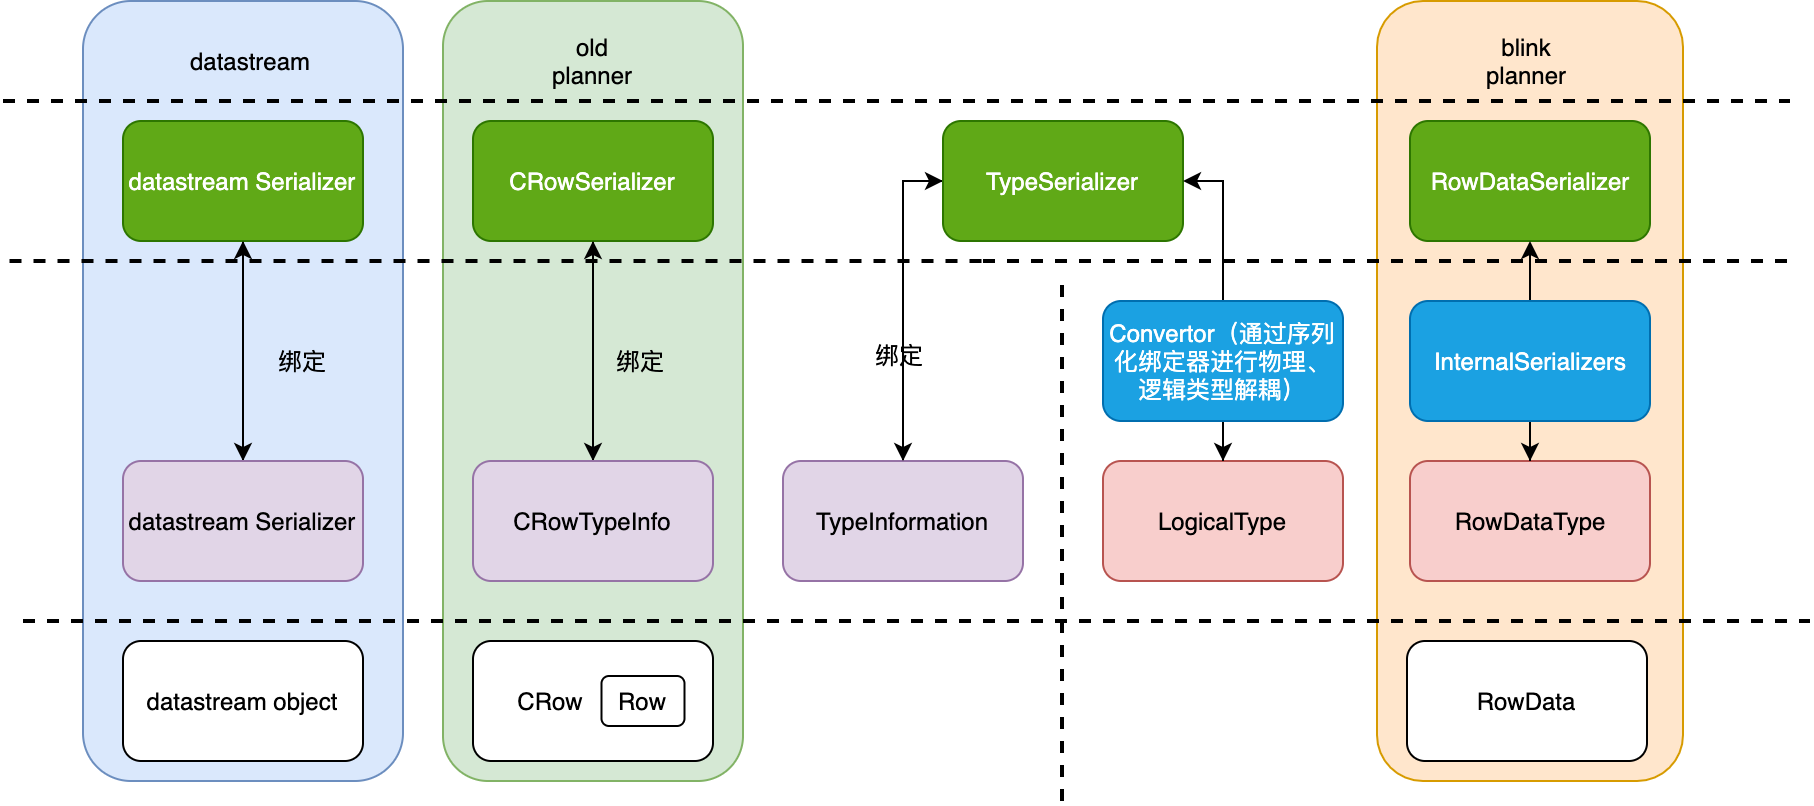 datastream
old
planner
blink
planner
datastream Serializer
CRowSerializer
TypeSerializer
RowDataSerializer
绑定
绑定
绑定
Convertor（通过序列
化绑定器进行物理、
逻辑类型解耦）
InternalSerializers
datastream Serializer
CRowTypeInfo
TypeInformation
LogicalType
RowDataType
datastream object
CRow
Row
RowData